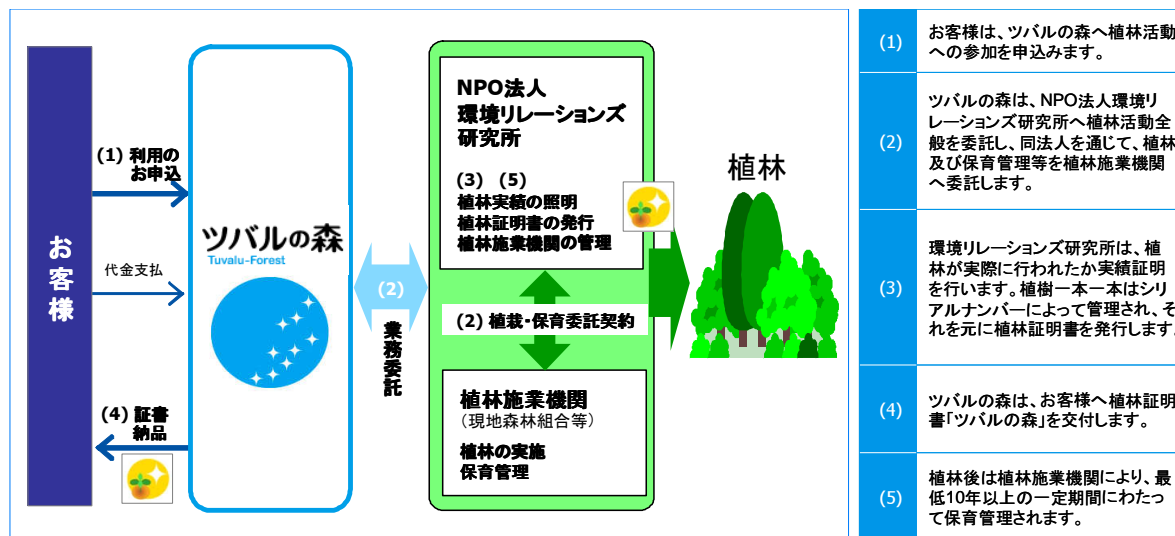 お客様
(1) 利用の
お申込
代金支払
(4) 証書
納品
ツバルの森
Tuvalu-Forest
(2)
業務委託
NPO法人
環境リレーションズ
研究所
(3) (5)
植林実績の照明
植林証明書の発行
植林施業機関の管理
(2) 植栽・保育委託契約
植林施業機関
(現地森林組合等)
植林の実施
保育管理
植林
(1)
お客様は、ツバルの森へ植林活動
への参加を申込みます。
(2)
ツバルの森は、NPO法人環境リ
レーションズ研究所へ植林活動全
般を委託し、同法人を通じて、植林
及び保育管理等を植林施業機関
へ委託します。
(3)
環境リレーションズ研究所は、植
林が実際に行われたか実績証明
を行います。植樹一本一本はシリ
アルナンバーによって管理され、そ
れを元に植林証明書を発行します。
(4)
ツバルの森は、お客様へ植林証明
書「ツバルの森」を交付します。
(5)
植林後は植林施業機関により、最
低10年以上の一定期間にわたっ
て保育管理されます。